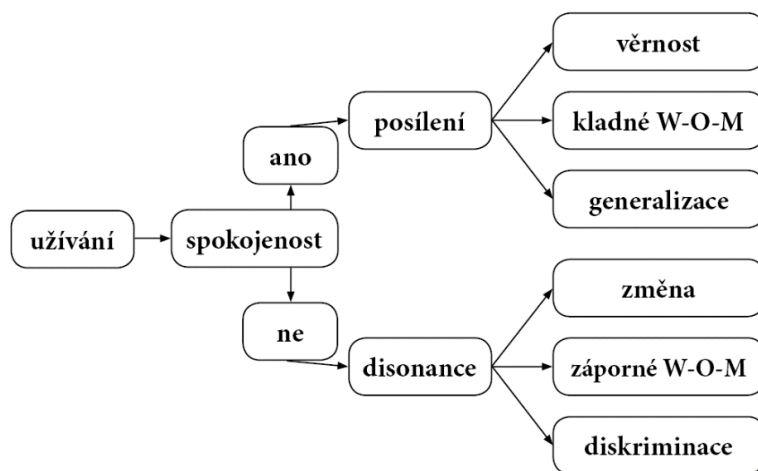 užívání
spokojenost
ano
posílení
věrnost
kladné W-O-M
generalizace
ne
disonance
změna
záporné W-O-M
diskriminace